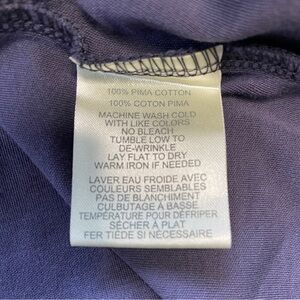 100% PIMA COTTON
100% COTON PIMA
MACHINE WASH COLD
WITH LIKE COLORS
NO BLEACH
TUMBLE LOW TO
DE-WRINKLE
LAY FLAT TO DRY
WARM IRON IF NEEDED
LAVER EAU FROIDE AVEC
COULEURS SEMBLABLES
PAS DE BLANCHIMENT
CULBUTAGE À BASSE
TEMPÉRATURE POUR DÉFRIPER
SÉCHER À PLAT
FER TIÈDE SI NÉCESSAIRE